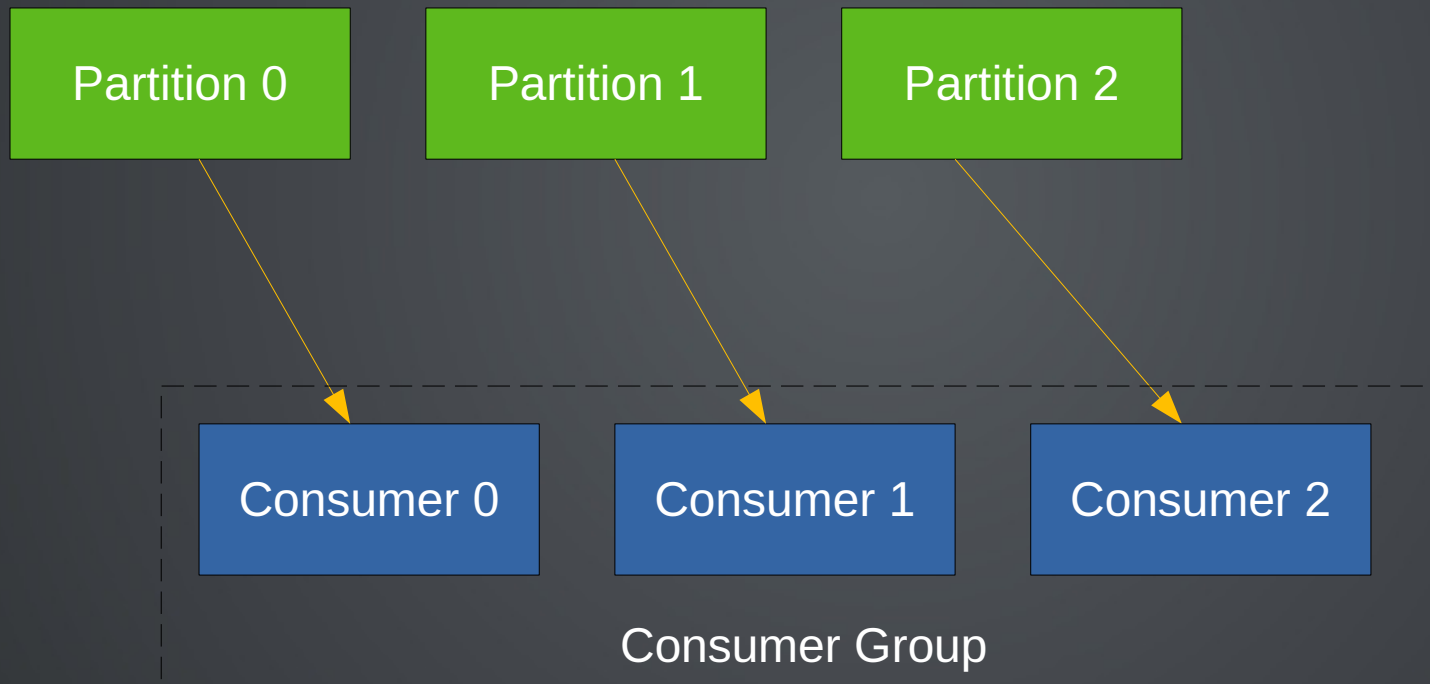 Partition 0
Partition 1
Partition 2
Consumer 0
Consumer 1
Consumer 2
Consumer Group